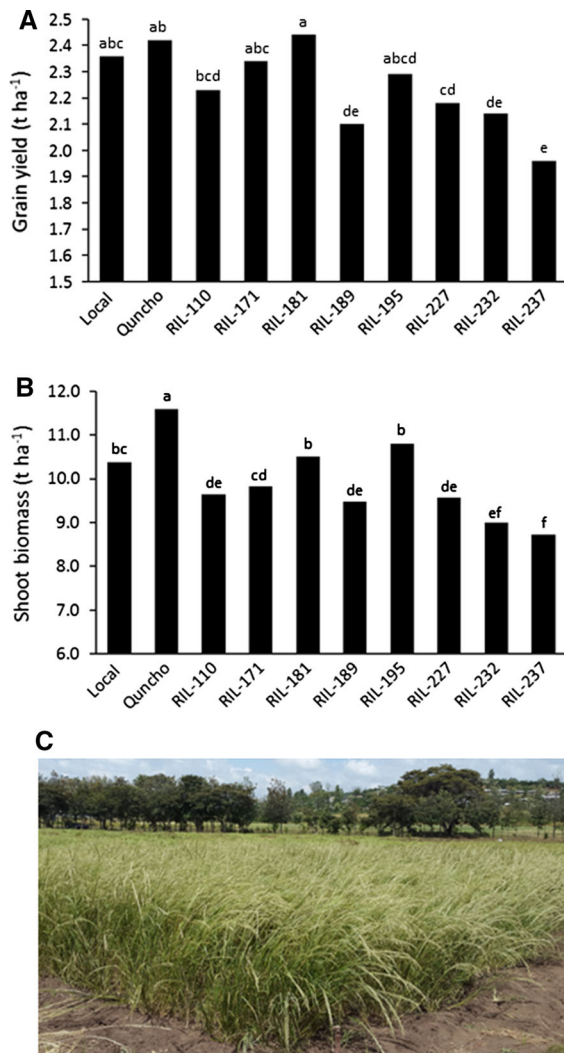 A
Grain yield (t ha-1)
2.5
2.4
2.3
2.2
2.1
2.0
1.9
1.8
1.7
1.6
1.5
abc
ab
bcd
abc
a
de
abcd
cd
de
e
Local
Quncho
RIL-110
RIL-171
RIL-181
RIL-189
RIL-195
RIL-227
RIL-232
RIL-237
B
Shoot biomass (t ha-1)
12.0
11.0
10.0
9.0
8.0
7.0
6.0
bc
a
de
cd
b
de
b
de
ef
f
Local
Quncho
RIL-110
RIL-171
RIL-181
RIL-189
RIL-195
RIL-227
RIL-232
RIL-237
C